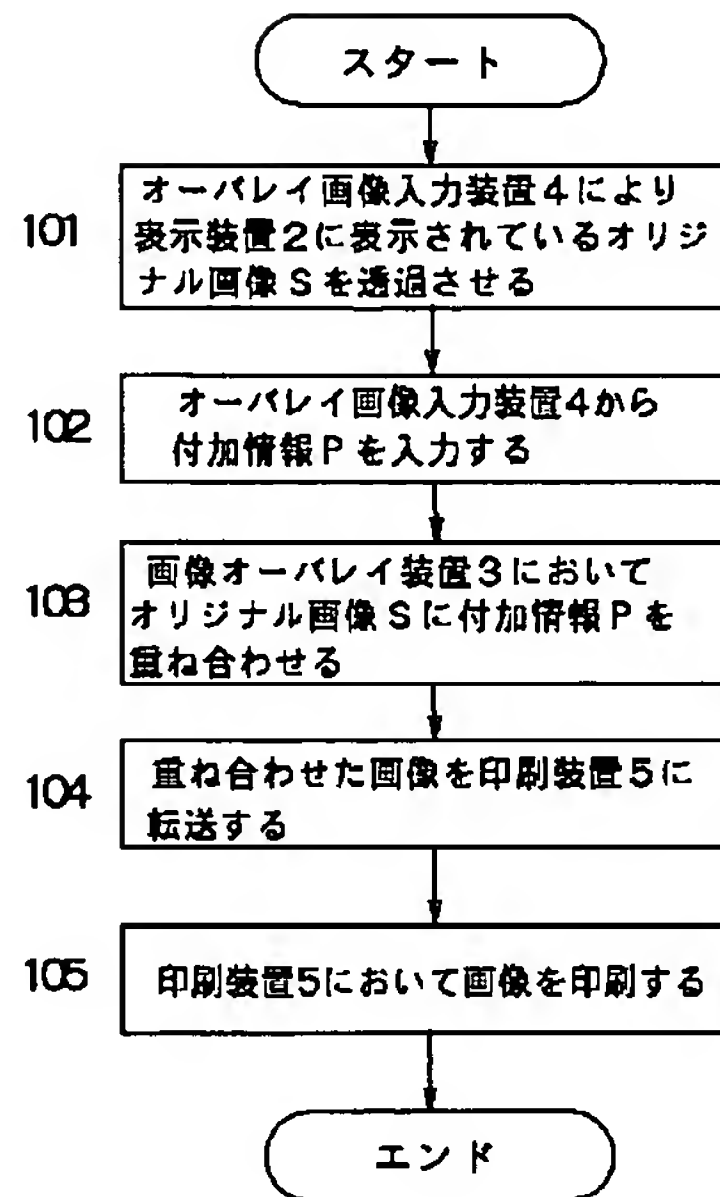 スタート
101
オーバレイ画像入力装置4により
表示装置2に表示されているオリジ
ナル画像Sを透過させる
102
オーバレイ画像入力装置4から
付加情報Pを入力する
103
画像オーバレイ装置3において
オリジナル画像Sに付加情報Pを
重ね合わせる
104
重ね合わせた画像を印刷装置5に
転送する
105
印刷装置5において画像を印刷する
エンド